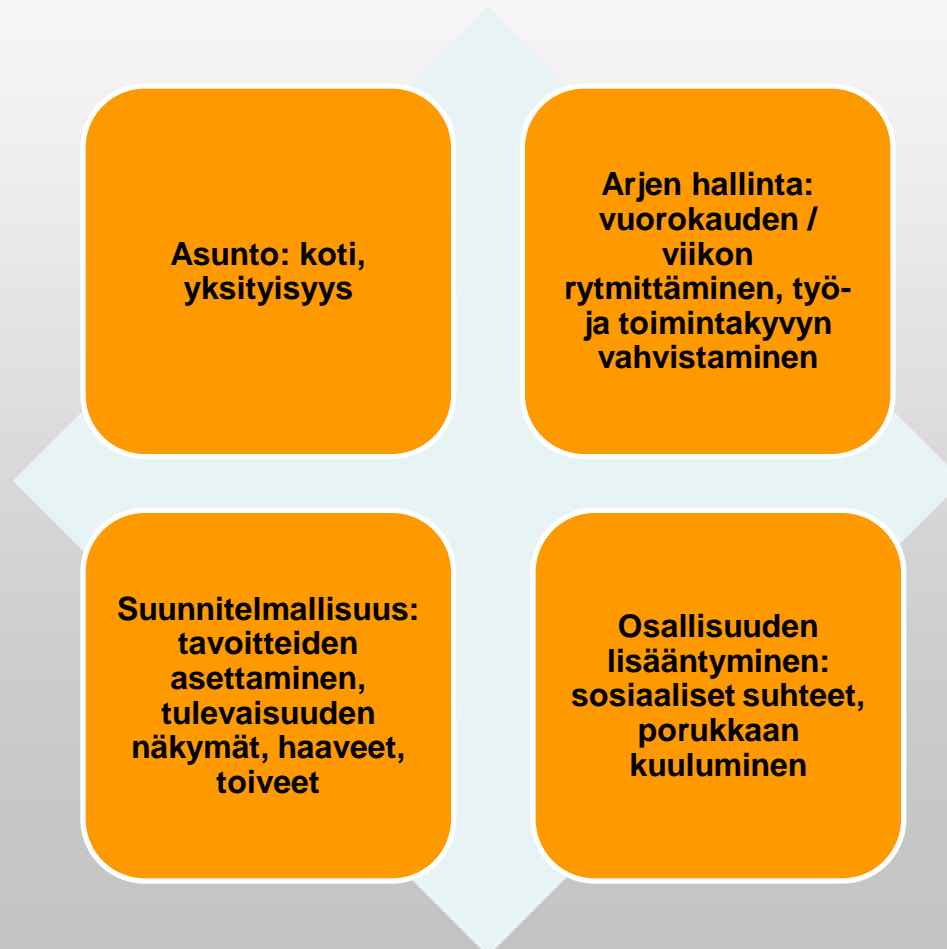 Asunto: koti,
yksityisyys
Arjen hallinta:
vuorokauden /
viikon
rytmittäminen, työ-
ja toimintakyvyn
vahvistaminen
Suunnitelmallisuus:
tavoitteiden
asettaminen,
tulevaisuuden
näkymät, haaveet,
toiveet
Osallisuuden
lisääntyminen:
sosiaaliset suhteet,
porukkaan
kuuluminen